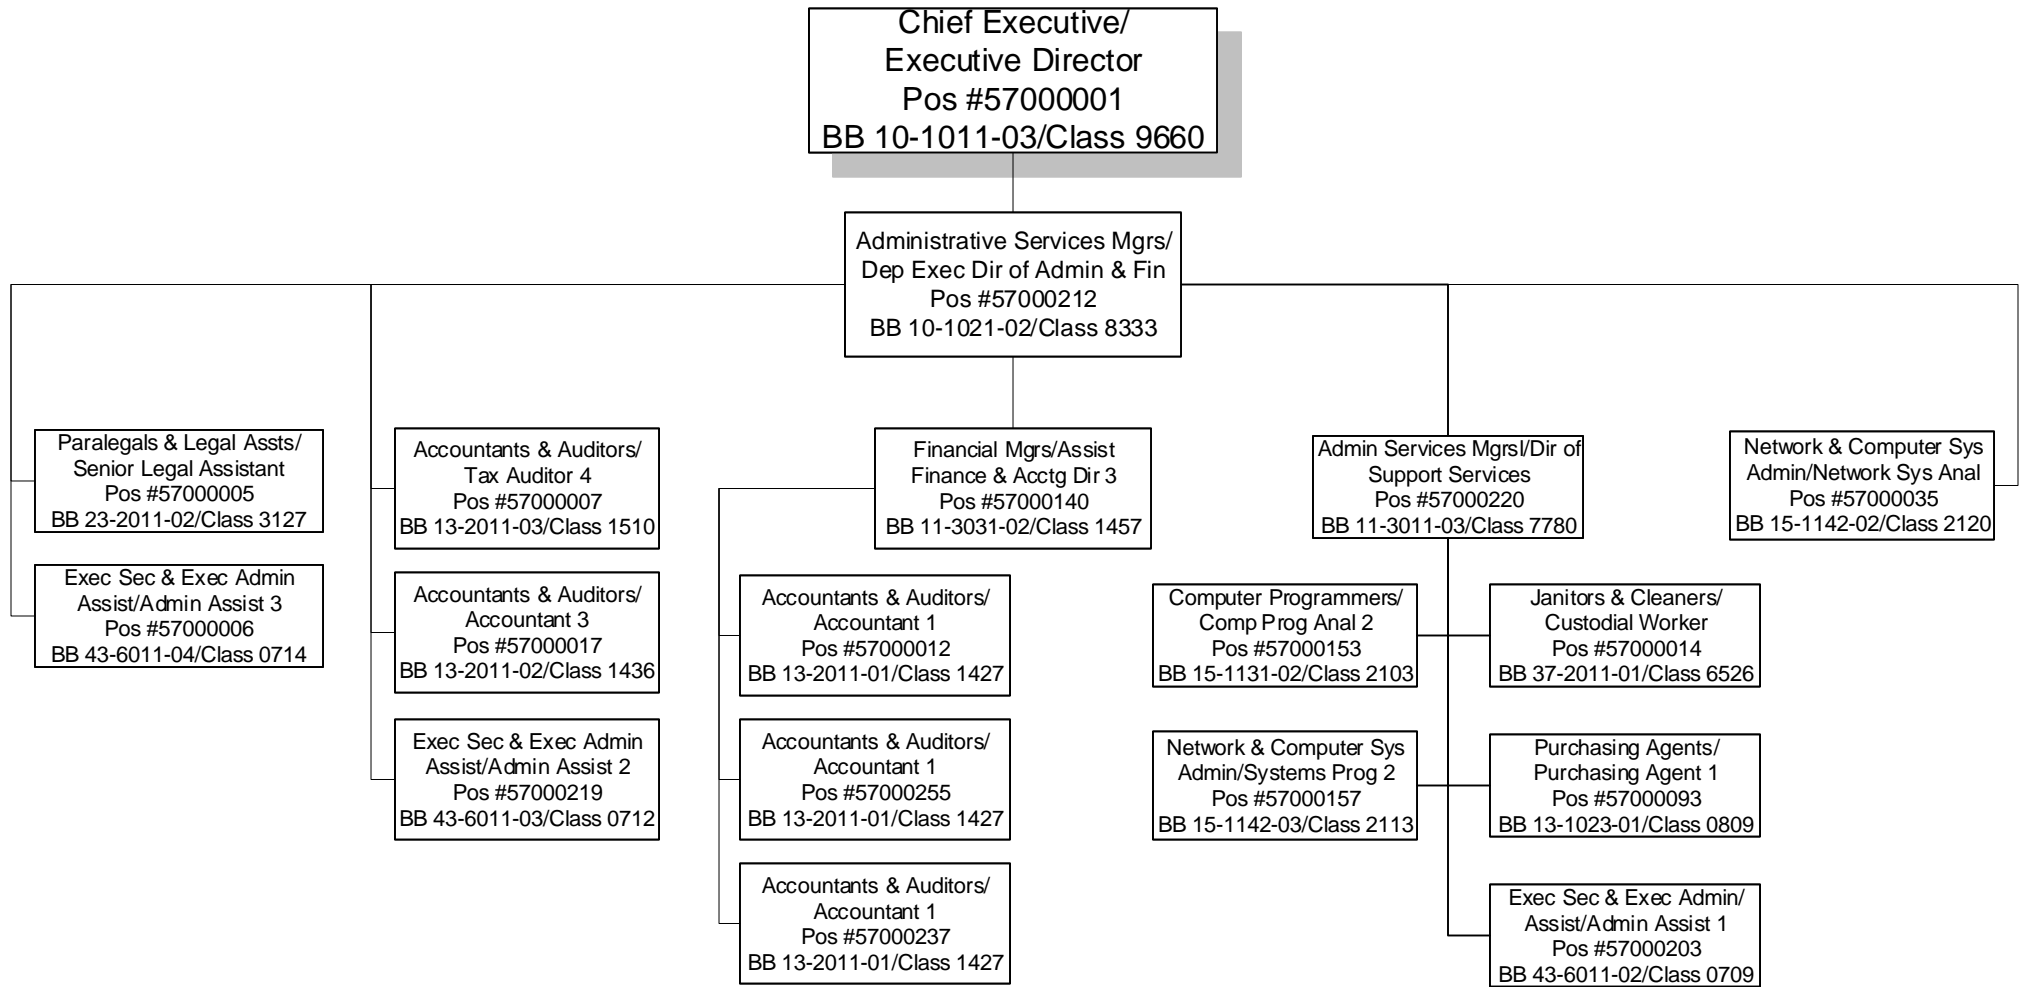 Chief Executive/
Executive Director
Pos #57000001
BB 10-1011-03/Class 9660
Administrative Services Mgrs/
Dep Exec Dir of Admin & Fin
Pos #57000212
BB 10-1021-02/Class 8333
Paralegals & Legal Assts/
Senior Legal Assistant
Pos #57000005
BB 23-2011-02/Class 3127
Exec Sec & Exec Admin
Assist/Admin Assist 3
Pos #57000006
BB 43-6011-04/Class 0714
Accountants & Auditors/
Tax Auditor 4
Pos #57000007
BB 13-2011-03/Class 1510
Accountants & Auditors/
Accountant 3
Pos #57000017
BB 13-2011-02/Class 1436
Exec Sec & Exec Admin
Assist/Admin Assist 2
Pos #57000219
BB 43-6011-03/Class 0712
Financial Mgrs/Assist
Finance & Acctg Dir 3
Pos #57000140
BB 11-3031-02/Class 1457
Accountants & Auditors/
Accountant 1
Pos #57000012
BB 13-2011-01/Class 1427
Accountants & Auditors/
Accountant 1
Pos #57000255
BB 13-2011-01/Class 1427
Accountants & Auditors/
Accountant 1
Pos #57000237
BB 13-2011-01/Class 1427
Admin Services Mgrsl/Dir of
Support Services
Pos #57000220
BB 11-3011-03/Class 7780
Computer Programmers/
Comp Prog Anal 2
Pos #57000153
BB 15-1131-02/Class 2103
Network & Computer Sys
Admin/Systems Prog 2
Pos #57000157
BB 15-1142-03/Class 2113
Janitors & Cleaners/
Custodial Worker
Pos #57000014
BB 37-2011-01/Class 6526
Purchasing Agents/
Purchasing Agent 1
Pos #57000093
BB 13-1023-01/Class 0809
Exec Sec & Exec Admin/
Assist/Admin Assist 1
Pos #57000203
BB 43-6011-02/Class 0709
Network & Computer Sys
Admin/Network Sys Anal
Pos #57000035
BB 15-1142-02/Class 2120